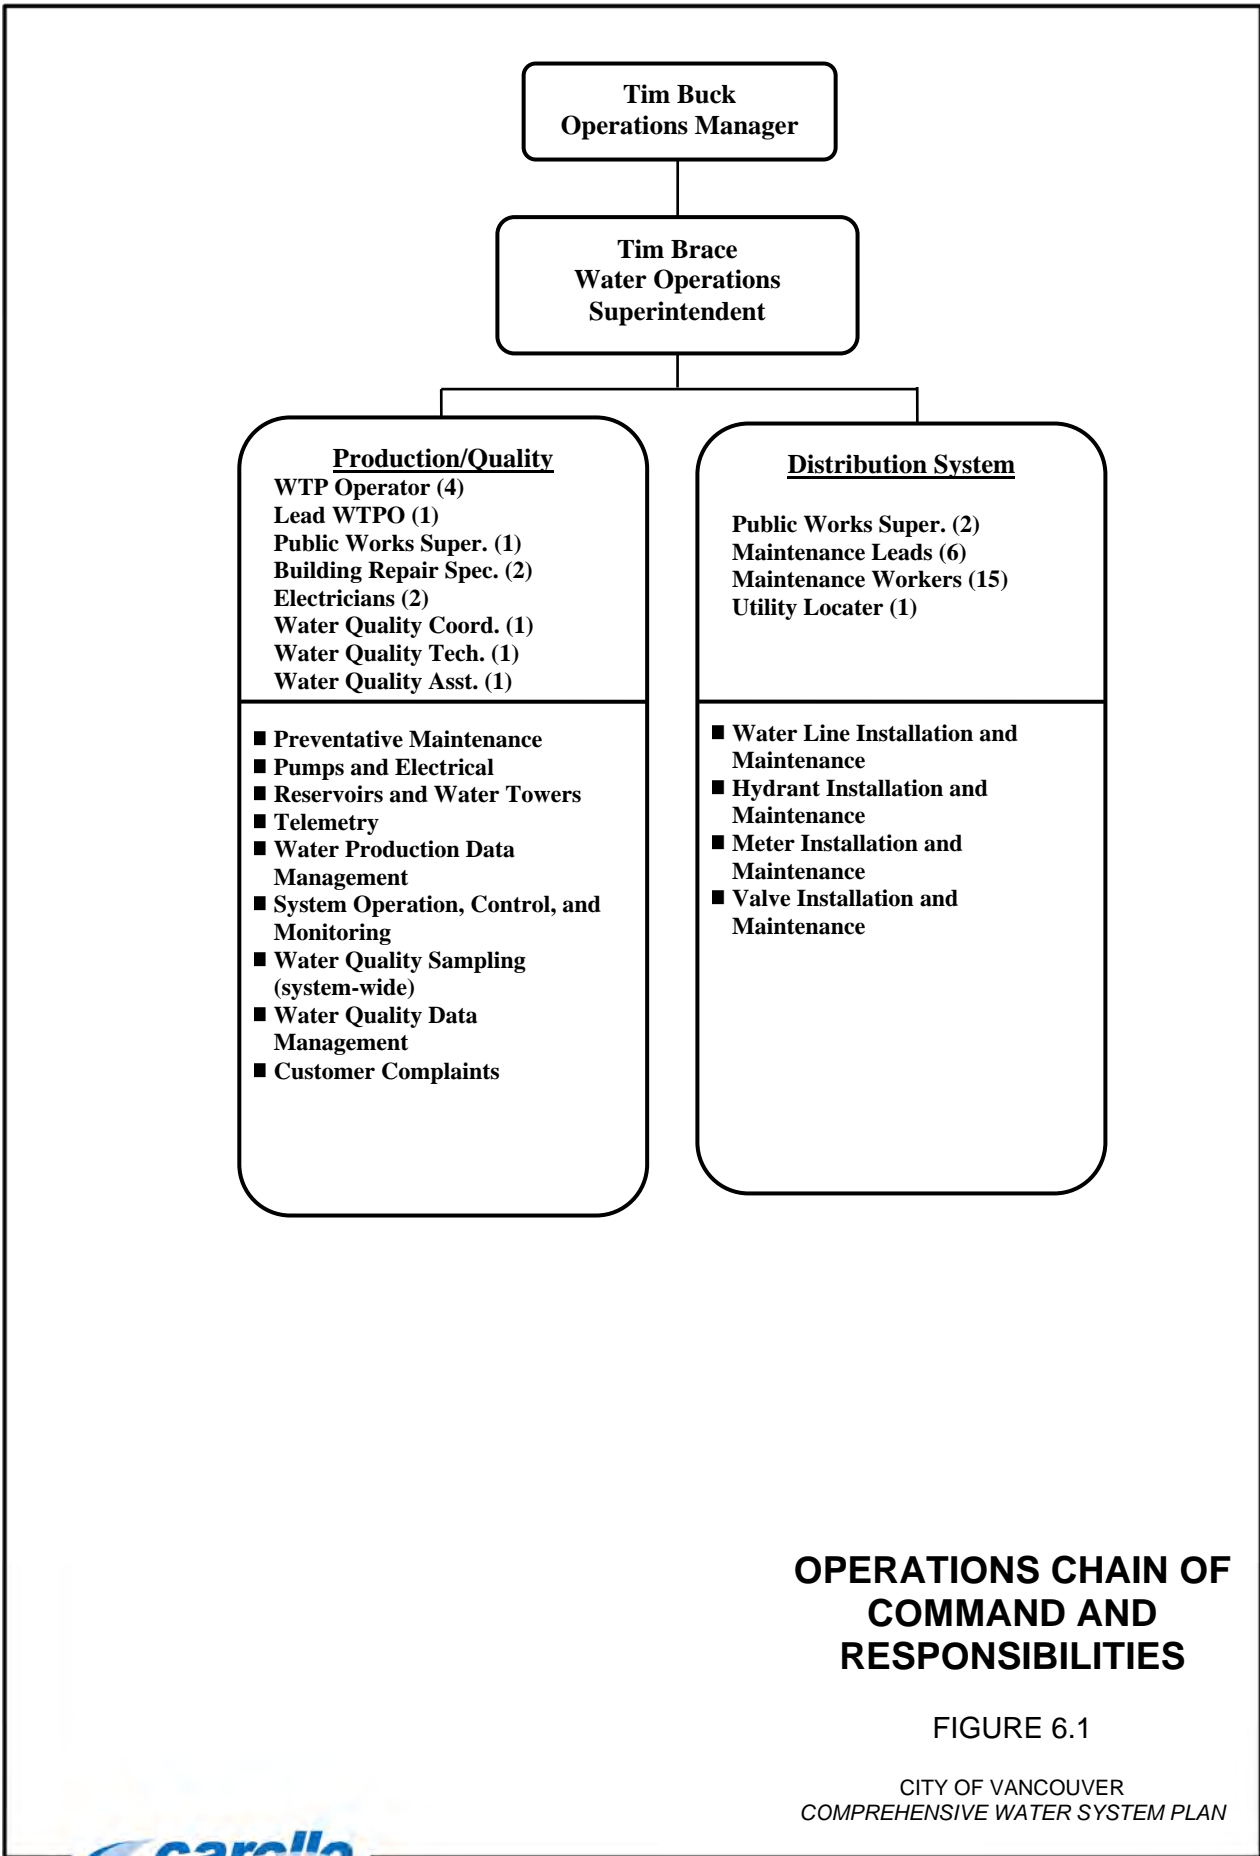 Tim Buck
Operations Manager
Tim Brace
Water Operations
Superintendent
Production/Quality
WTP Operator (4)
Lead WTPO (1)
Public Works Super. (1)
Building Repair Spec. (2)
Electricians (2)
Water Quality Coord. (1)
Water Quality Tech. (1)
Water Quality Asst. (1)
■ Preventative Maintenance
■ Pumps and Electrical
■ Reservoirs and Water Towers
■ Telemetry
■ Water Production Data
Management
■ System Operation, Control, and
Monitoring
■ Water Quality Sampling
(system-wide)
■ Water Quality Data
Management
■ Customer Complaints
Distribution System
Public Works Super. (2)
Maintenance Leads (6)
Maintenance Workers (15)
Utility Locater (1)
■ Water Line Installation and
Maintenance
■ Hydrant Installation and
Maintenance
■ Meter Installation and
Maintenance
■ Valve Installation and
Maintenance
OPERATIONS CHAIN OF
COMMAND AND
RESPONSIBILITIES
FIGURE 6.1
CITY OF VANCOUVER
COMPREHENSIVE WATER SYSTEM PLAN
carollo